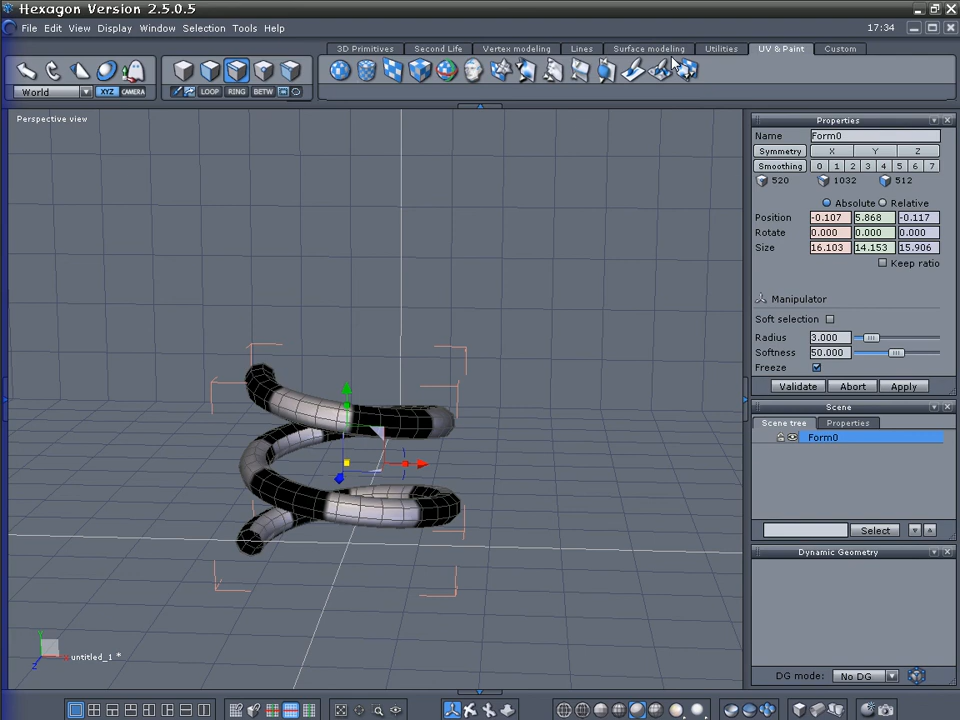 Hexagon Version 2.5.0.5
File Edit View Display Window Selection Tools Help 17:34
3D Primitives Second Life Vertex modeling Lines Surface modeling Utilities UV & Paint Custom
World XYZ CAMERA LOOP RING BETW
Perspective view
Properties
Name Form0
Symmetry X Y Z
Smoothing 0 1 2 3 4 5 6 7
520 1032 512
Absolute Relative
Position -0.107 5.868 -0.117
Rotate 0.000 0.000 0.000
Size 16.103 14.153 15.906
Keep ratio
Manipulator
Soft selection
Radius 3.000
Softness 50.000
Freeze
Validate Abort Apply
Scene
Scene tree Properties
Form0
Select
Dynamic Geometry
Y
Z
untitled_1 *
DG mode: No DG